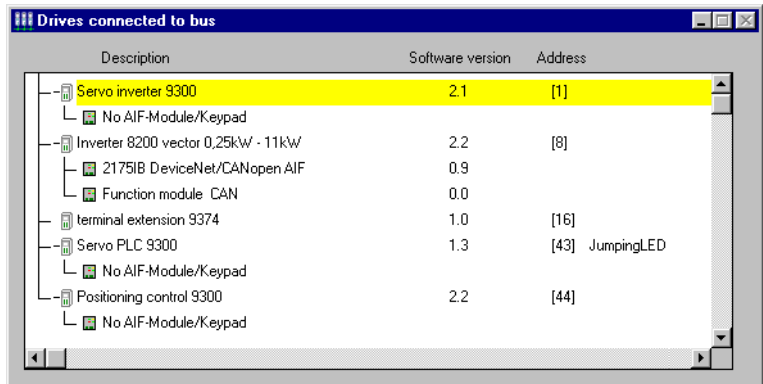 Drives connected to bus
Description Software version Address
Servo inverter 9300 2.1 [1]
No AIF-Module/Keypad
Inverter 8200 vector 0,25kW - 11kW 2.2 [8]
2175IB DeviceNet/CANopen AIF 0.9
Function module CAN 0.0
terminal extension 9374 1.0 [16]
Servo PLC 9300 1.3 [43] JumpingLED
No AIF-Module/Keypad
Positioning control 9300 2.2 [44]
No AIF-Module/Keypad